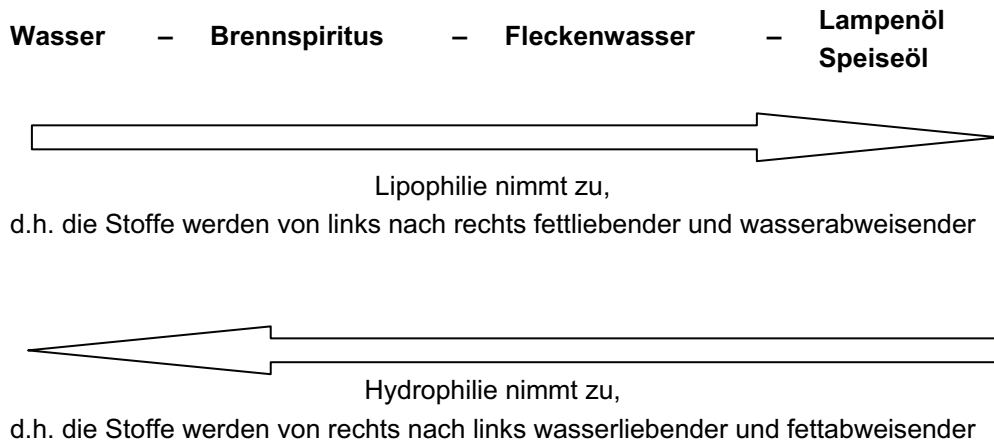 Wasser – Brennspiritus – Fleckenwasser – Lampenöl
Speiseöl
Lipophilie nimmt zu,
d.h. die Stoffe werden von links nach rechts fettliebender und wasserabweisender
Hydrophilie nimmt zu,
d.h. die Stoffe werden von rechts nach links wasserliebender und fettabweisender